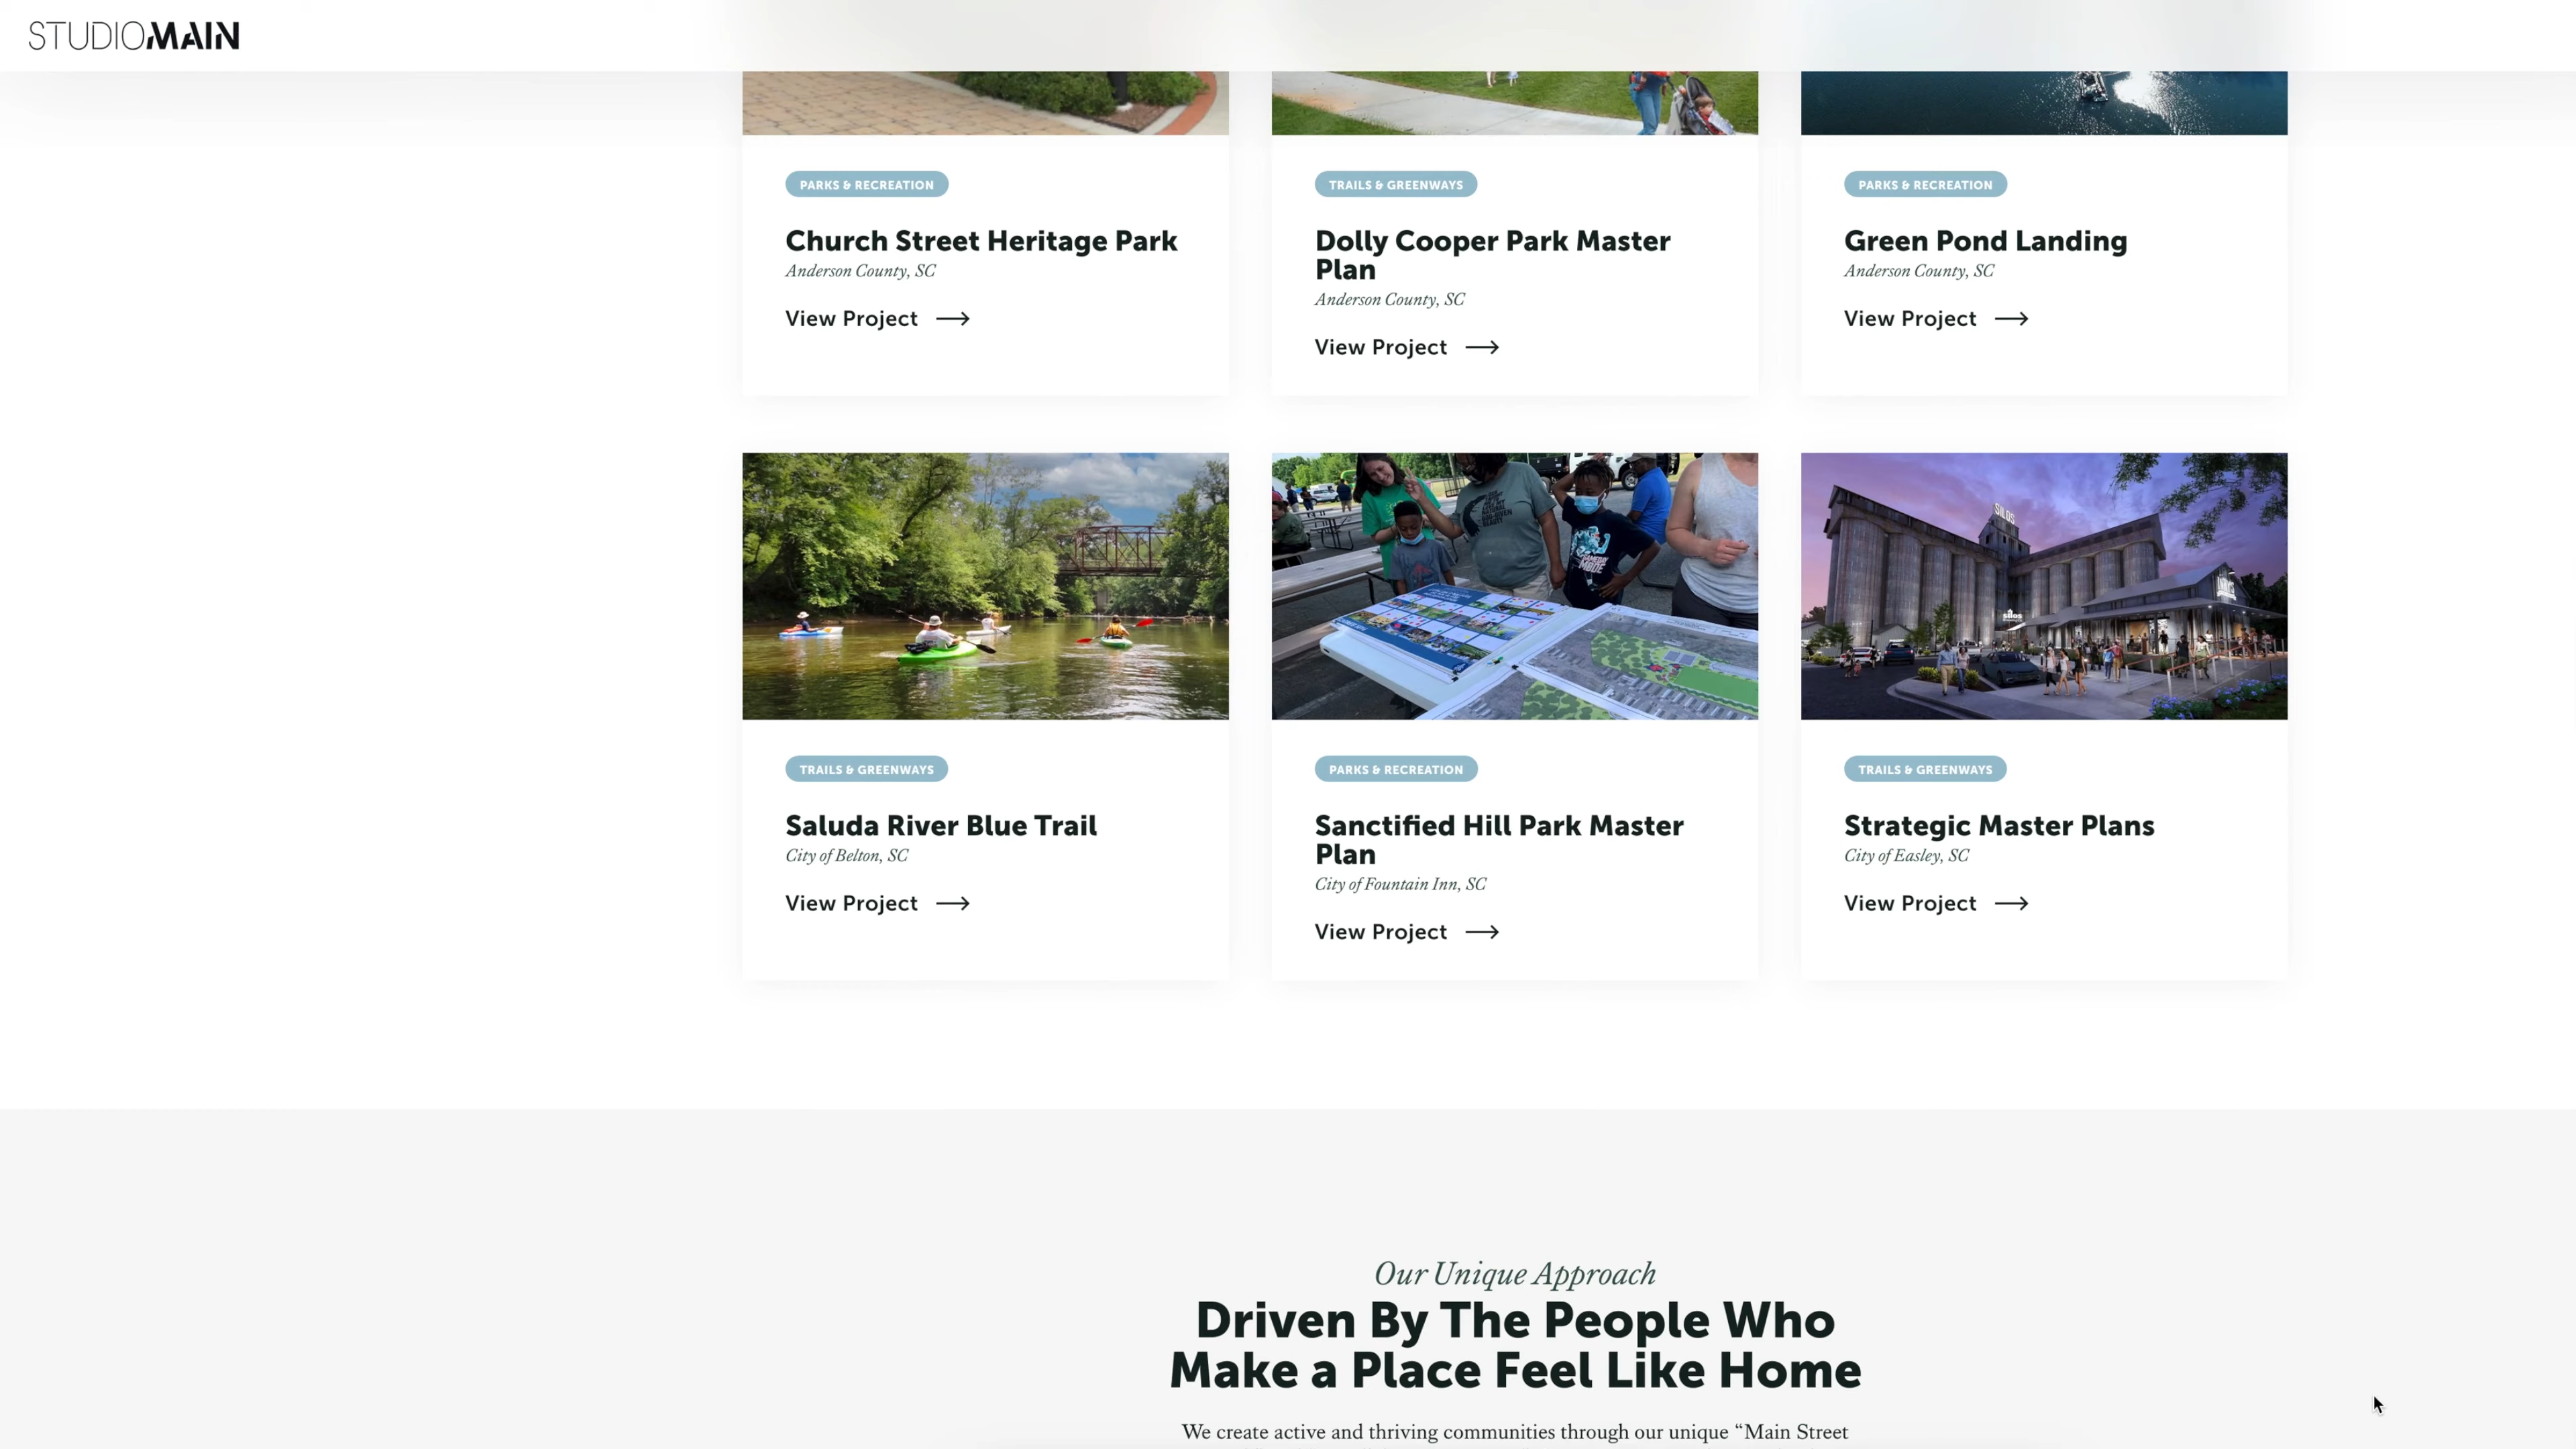 STUDIOMAIN
PARKS & RECREATION
Church Street Heritage Park
Anderson County, SC
View Project
TRAILS & GREENWAYS
Dolly Cooper Park Master
Plan
Anderson County, SC
View Project
PARKS & RECREATION
Green Pond Landing
Anderson County, SC
View Project
SILOS
silos
TRAILS & GREENWAYS
Saluda River Blue Trail
City of Belton, SC
View Project
PARKS & RECREATION
Sanctified Hill Park Master
Plan
City of Fountain Inn, SC
View Project
TRAILS & GREENWAYS
Strategic Master Plans
City of Easley, SC
View Project
Our Unique Approach
Driven By The People Who
Make a Place Feel Like Home
We create active and thriving communities through our unique “Main Street